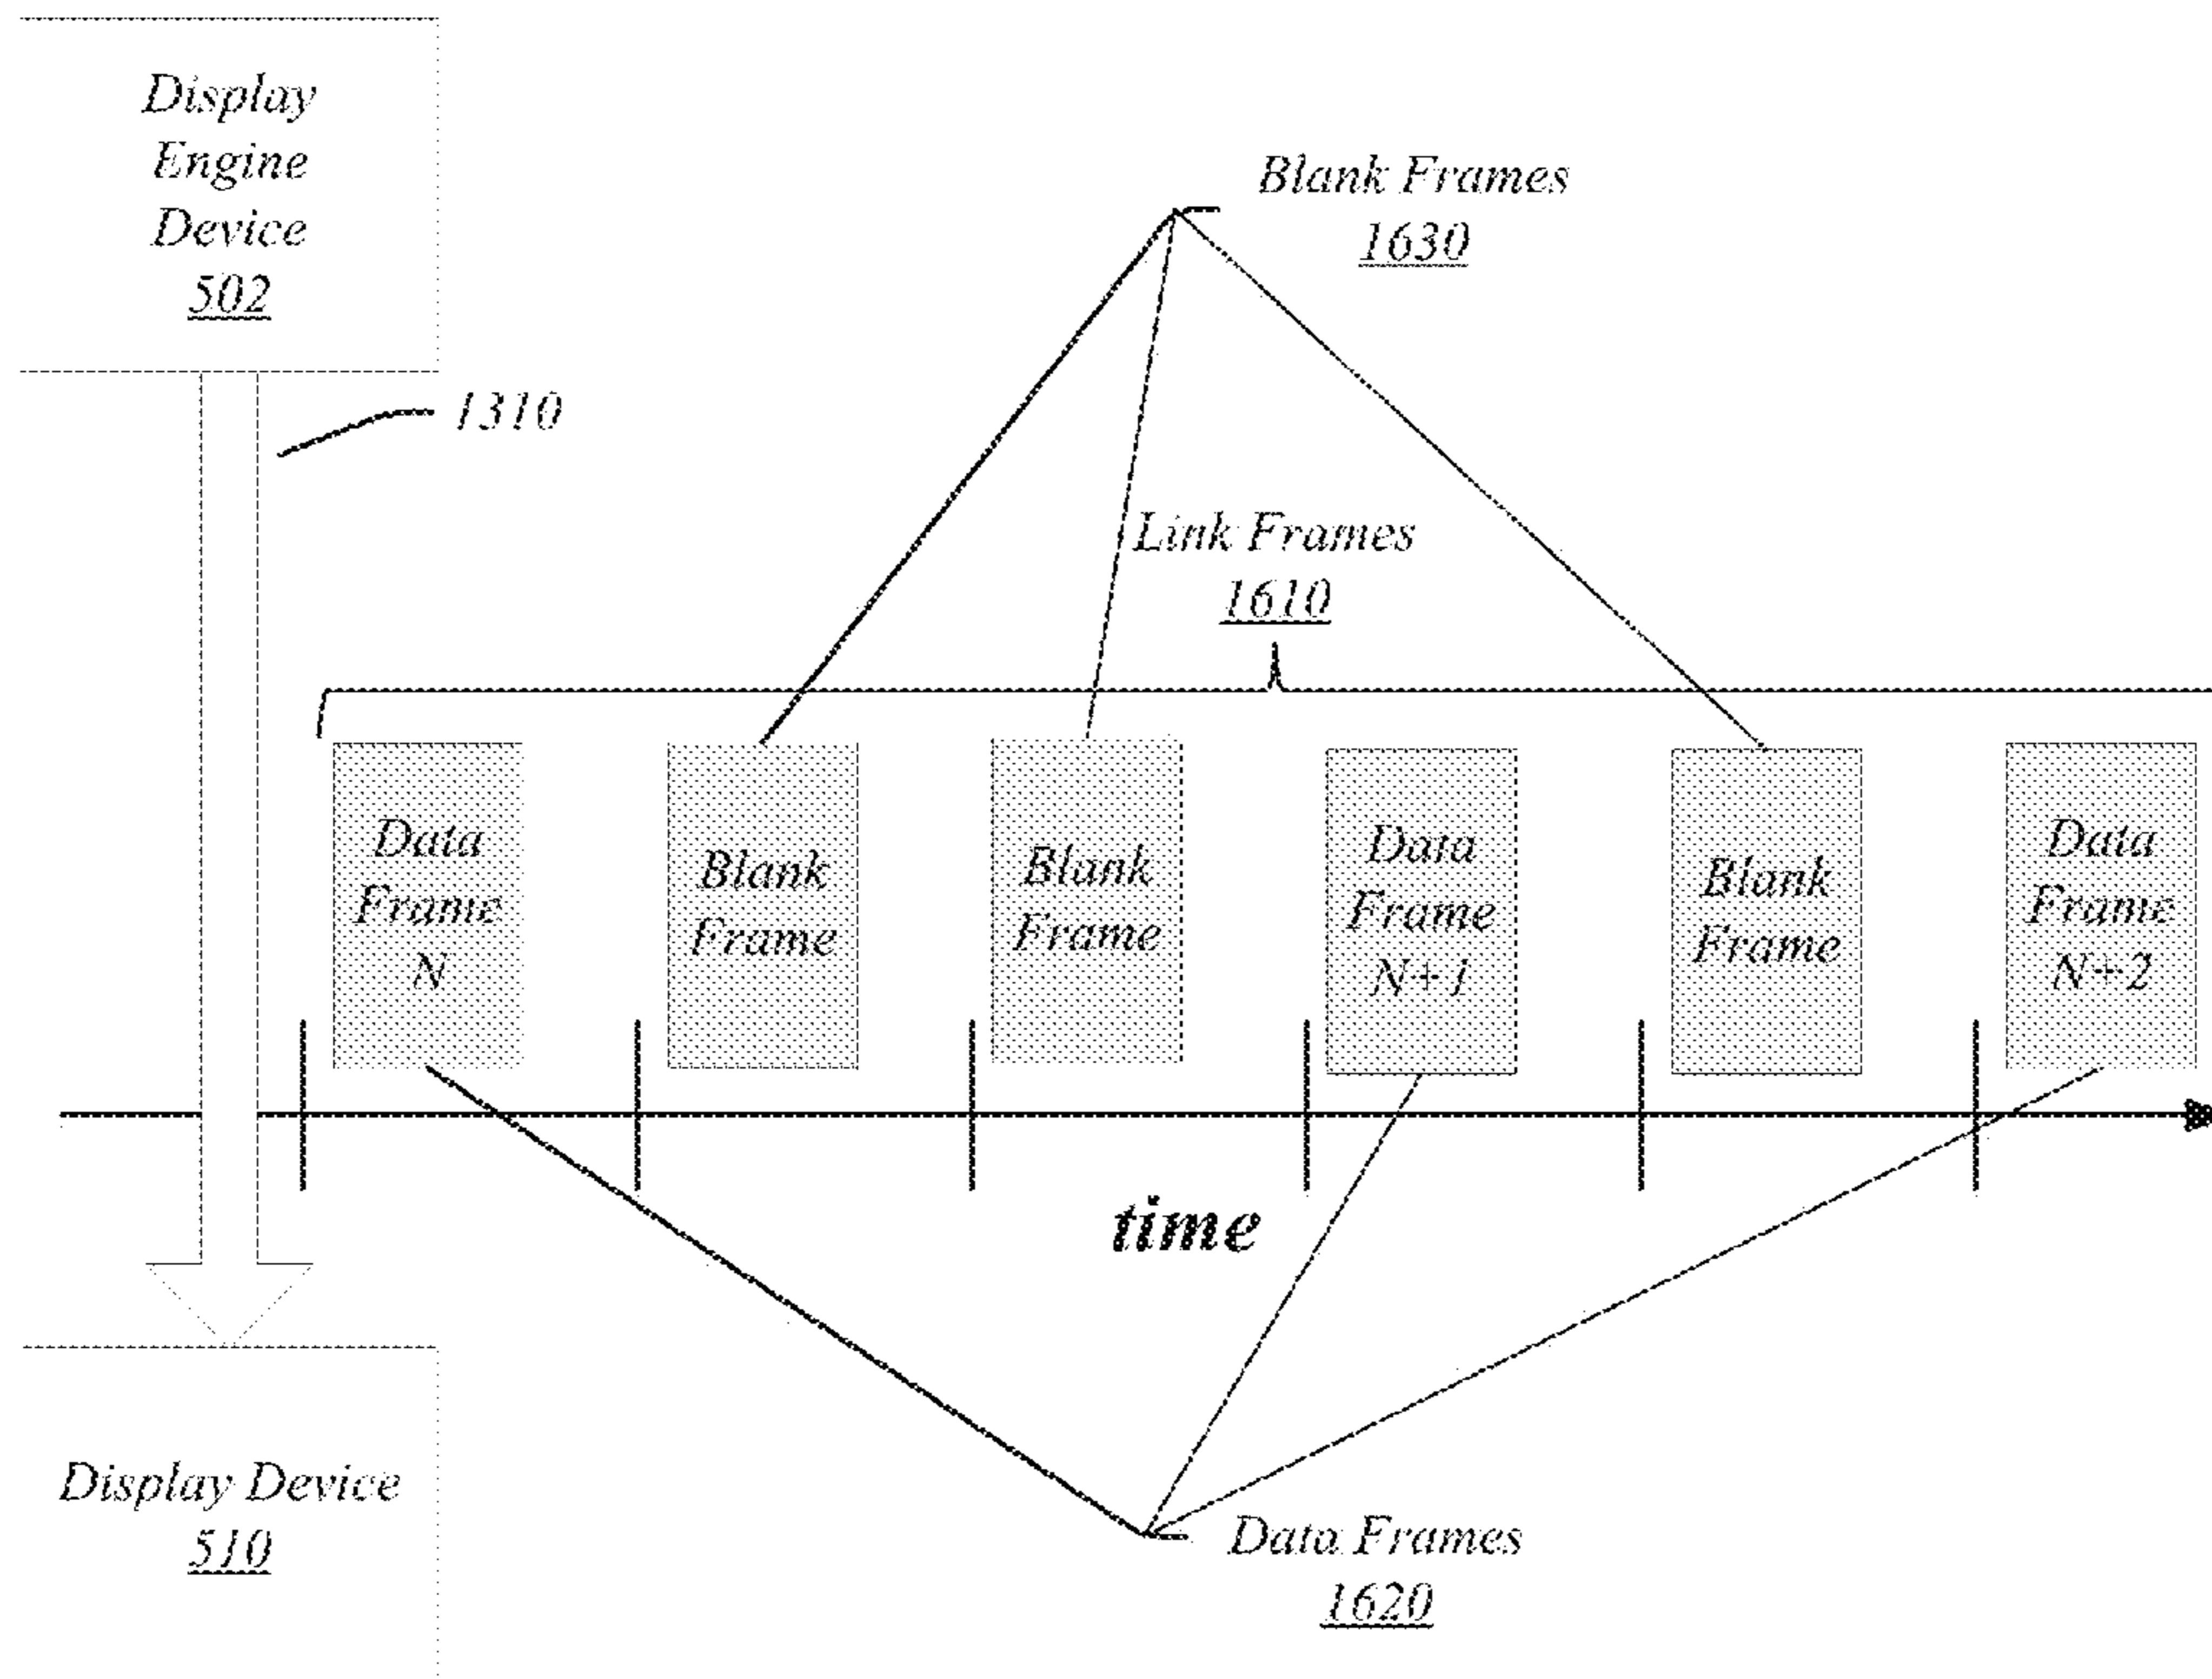 Display
Engine
Device
502
1310
Blank Frames
1630
Link Frames
1610
Data
Frame
N
Blank
Frame
Blank
Frame
Data
Frame
N+1
Blank
Frame
Data
Frame
N+2
time
Display Device
510
Data Frames
1620